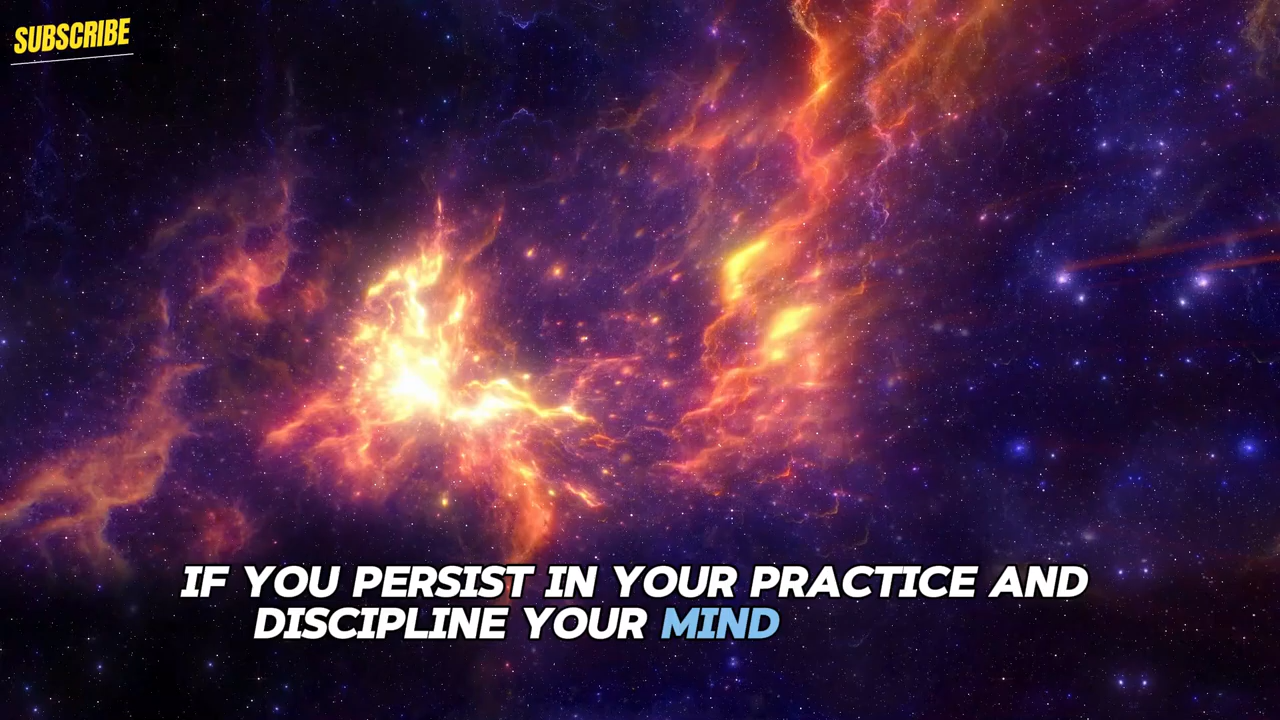 SUBSCRIBE
IF YOU PERSIST IN YOUR PRACTICE AND
DISCIPLINE YOUR MIND